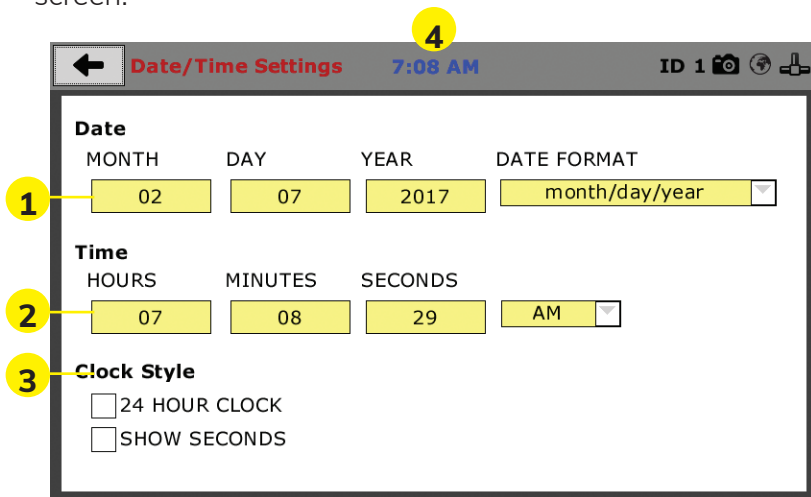 screen.
4
Date/Time Settings 7:08 AM ID 1
Date
MONTH DAY YEAR DATE FORMAT
1 02 07 2017 month/day/year
Time
HOURS MINUTES SECONDS
2 07 08 29 AM
3 Clock Style
24 HOUR CLOCK
SHOW SECONDS